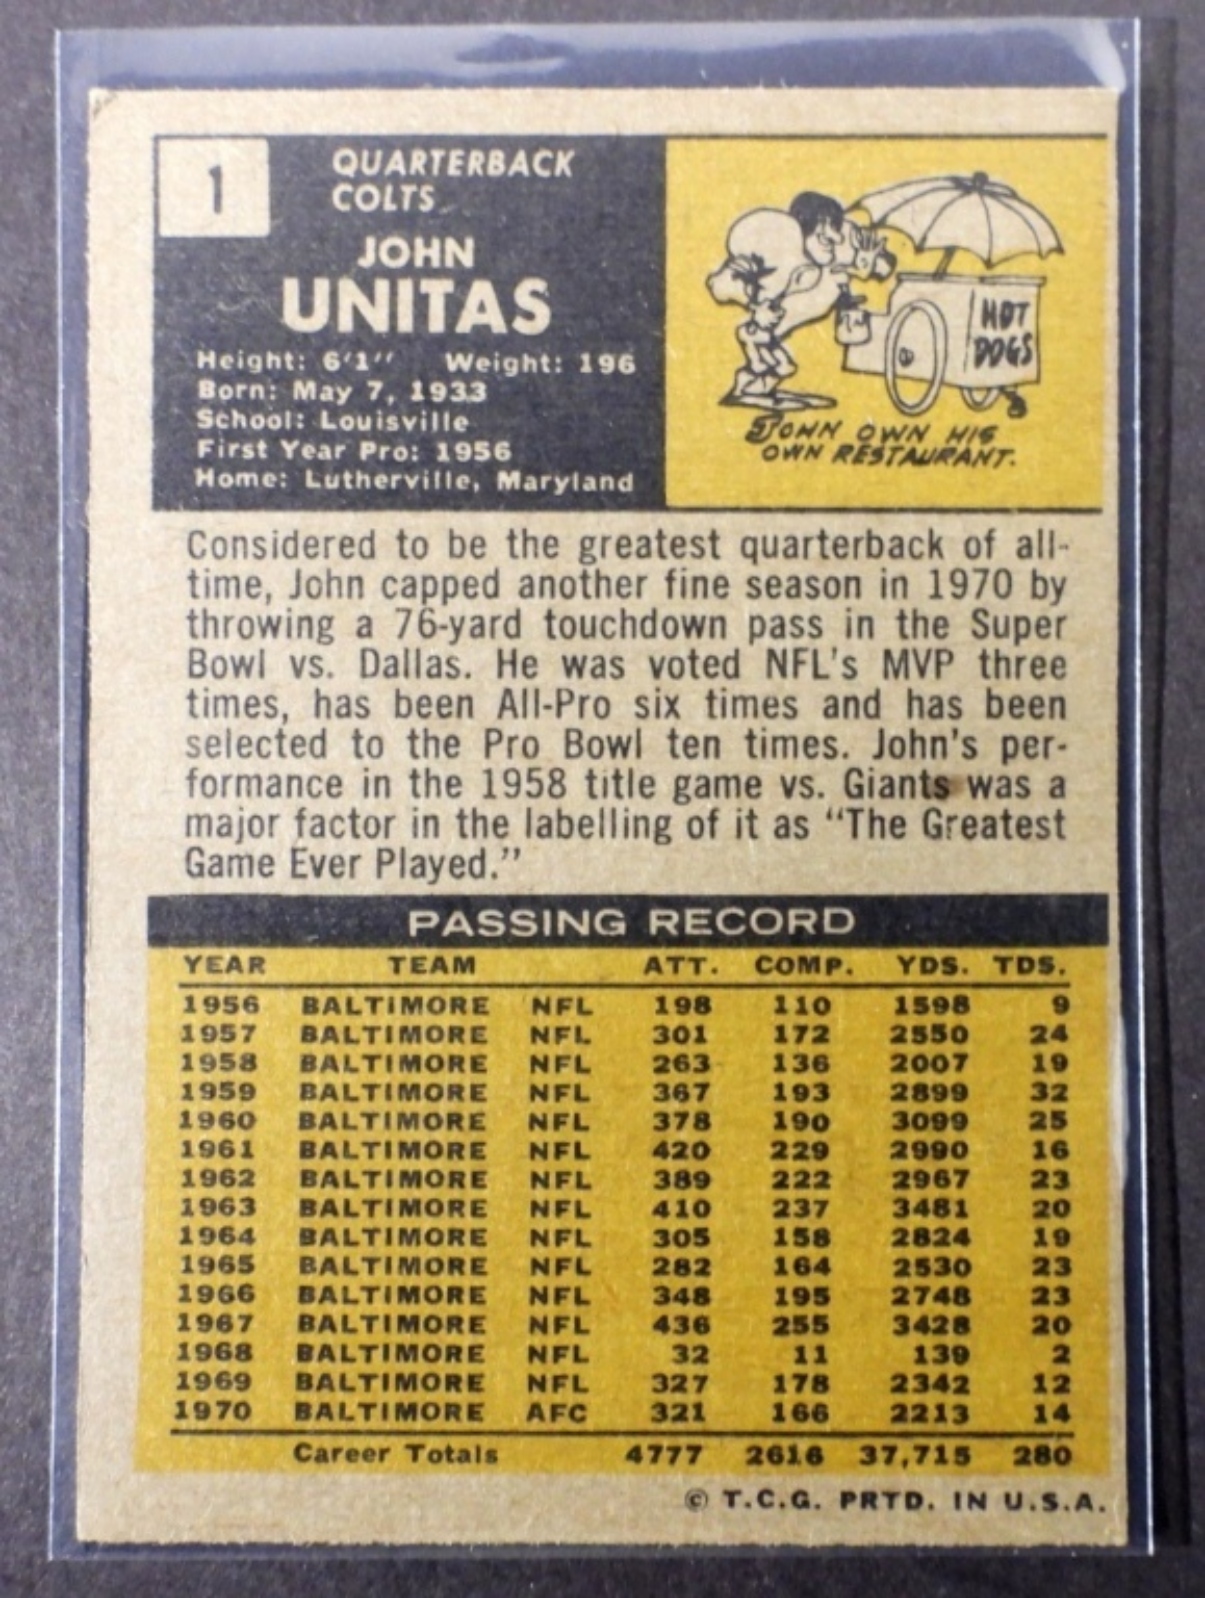 1
QUARTERBACK
COLTS
JOHN
UNITAS
Height: 6'1" Weight: 196
Born: May 7, 1933
School: Louisville
First Year Pro: 1956
Home: Lutherville, Maryland
HOT
DOGS
JOHN OWN HIS
OWN RESTAURANT.
Considered to be the greatest quarterback of all-
time, John capped another fine season in 1970 by
throwing a 76-yard touchdown pass in the Super
Bowl vs. Dallas. He was voted NFL's MVP three
times, has been All-Pro six times and has been
selected to the Pro Bowl ten times. John's per-
formance in the 1958 title game vs. Giants was a
major factor in the labelling of it as "The Greatest
Game Ever Played."
PASSING RECORD
YEAR TEAM ATT. COMP. YDS. TDS.
1956 BALTIMORE NFL 198 110 1598 9
1957 BALTIMORE NFL 301 172 2550 24
1958 BALTIMORE NFL 263 136 2007 19
1959 BALTIMORE NFL 367 193 2899 32
1960 BALTIMORE NFL 378 190 3099 25
1961 BALTIMORE NFL 420 229 2990 16
1962 BALTIMORE NFL 389 222 2967 23
1963 BALTIMORE NFL 410 237 3481 20
1964 BALTIMORE NFL 305 158 2824 19
1965 BALTIMORE NFL 282 164 2530 23
1966 BALTIMORE NFL 348 195 2748 23
1967 BALTIMORE NFL 436 255 3428 20
1968 BALTIMORE NFL 32 11 139 2
1969 BALTIMORE NFL 327 178 2342 12
1970 BALTIMORE AFC 321 166 2213 14
Career Totals 4777 2616 37,715 280
© T.C.G. PRTD. IN U.S.A.